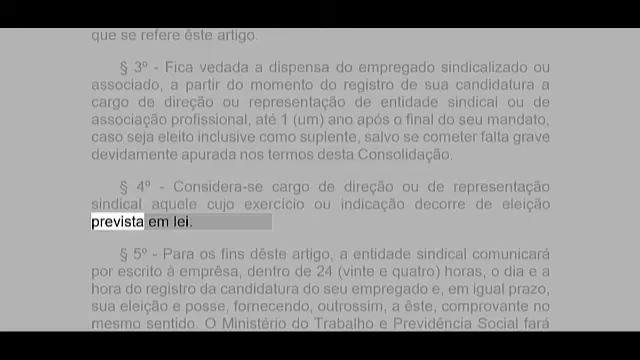 que se refere êste artigo.
§ 3º - Fica vedada a dispensa do empregado sindicalizado ou
associado, a partir do momento do registro de sua candidatura a
cargo de direção ou representação de entidade sindical ou de
associação profissional, até 1 (um) ano após o final do seu mandato,
caso seja eleito inclusive como suplente, salvo se cometer falta grave
devidamente apurada nos termos desta Consolidação.
§ 4º - Considera-se cargo de direção ou de representação
sindical aquele cujo exercício ou indicação decorre de eleição
prevista em lei.
§ 5º - Para os fins dêste artigo, a entidade sindical comunicará
por escrito à emprêsa, dentro de 24 (vinte e quatro) horas, o dia e a
hora do registro da candidatura do seu empregado e, em igual prazo,
sua eleição e posse, fornecendo, outrossim, a êste, comprovante no
mesmo sentido. O Ministério do Trabalho e Previdência Social fará